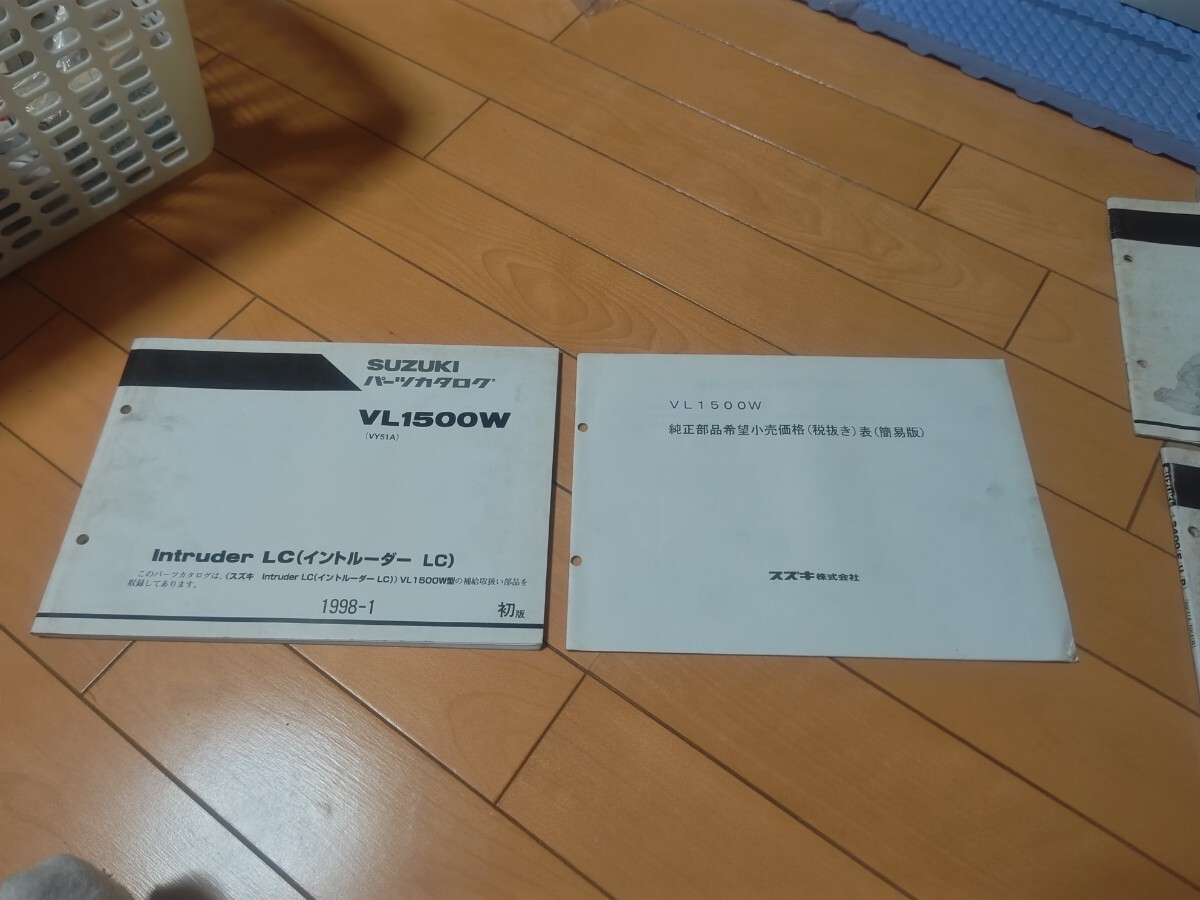 SUZUKI
パーツカタログ
VL1500W
(VY51A)
Intruder LC(イントルーダー LC)
このパーツカタログは、(スズキ Intruder LC(イントルーダー LC)) VL1500W型の補給取扱い部品を
収録してあります。
1998-1
初版
VL1500W
純正部品希望小売価格(税抜き)表(簡易版)
スズキ株式会社